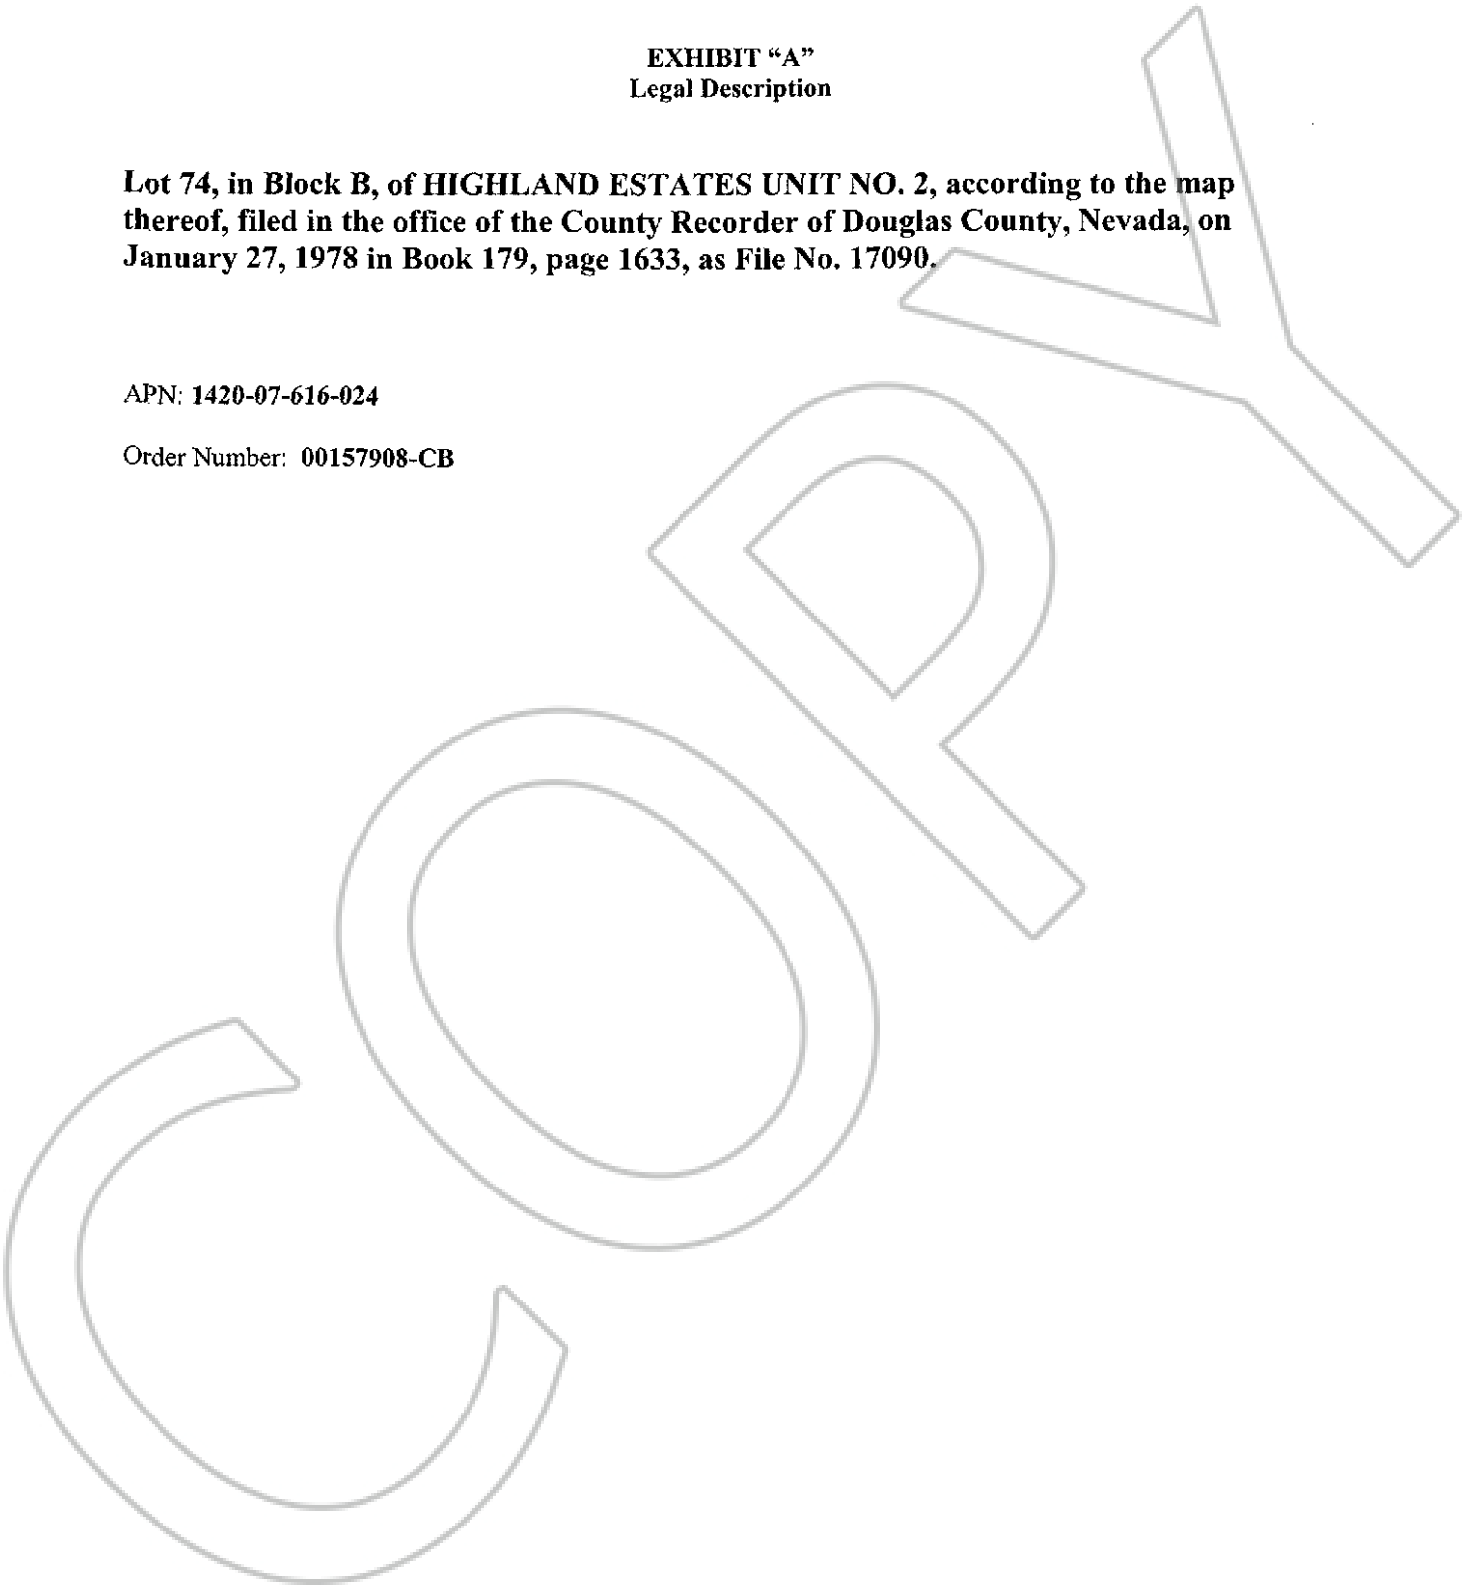 EXHIBIT “A”
Legal Description
Lot 74, in Block B, of HIGHLAND ESTATES UNIT NO. 2, according to the map
thereof, filed in the office of the County Recorder of Douglas County, Nevada, on
January 27, 1978 in Book 179, page 1633, as File No. 17090.
APN: 1420-07-616-024
Order Number: 00157908-CB
COPY